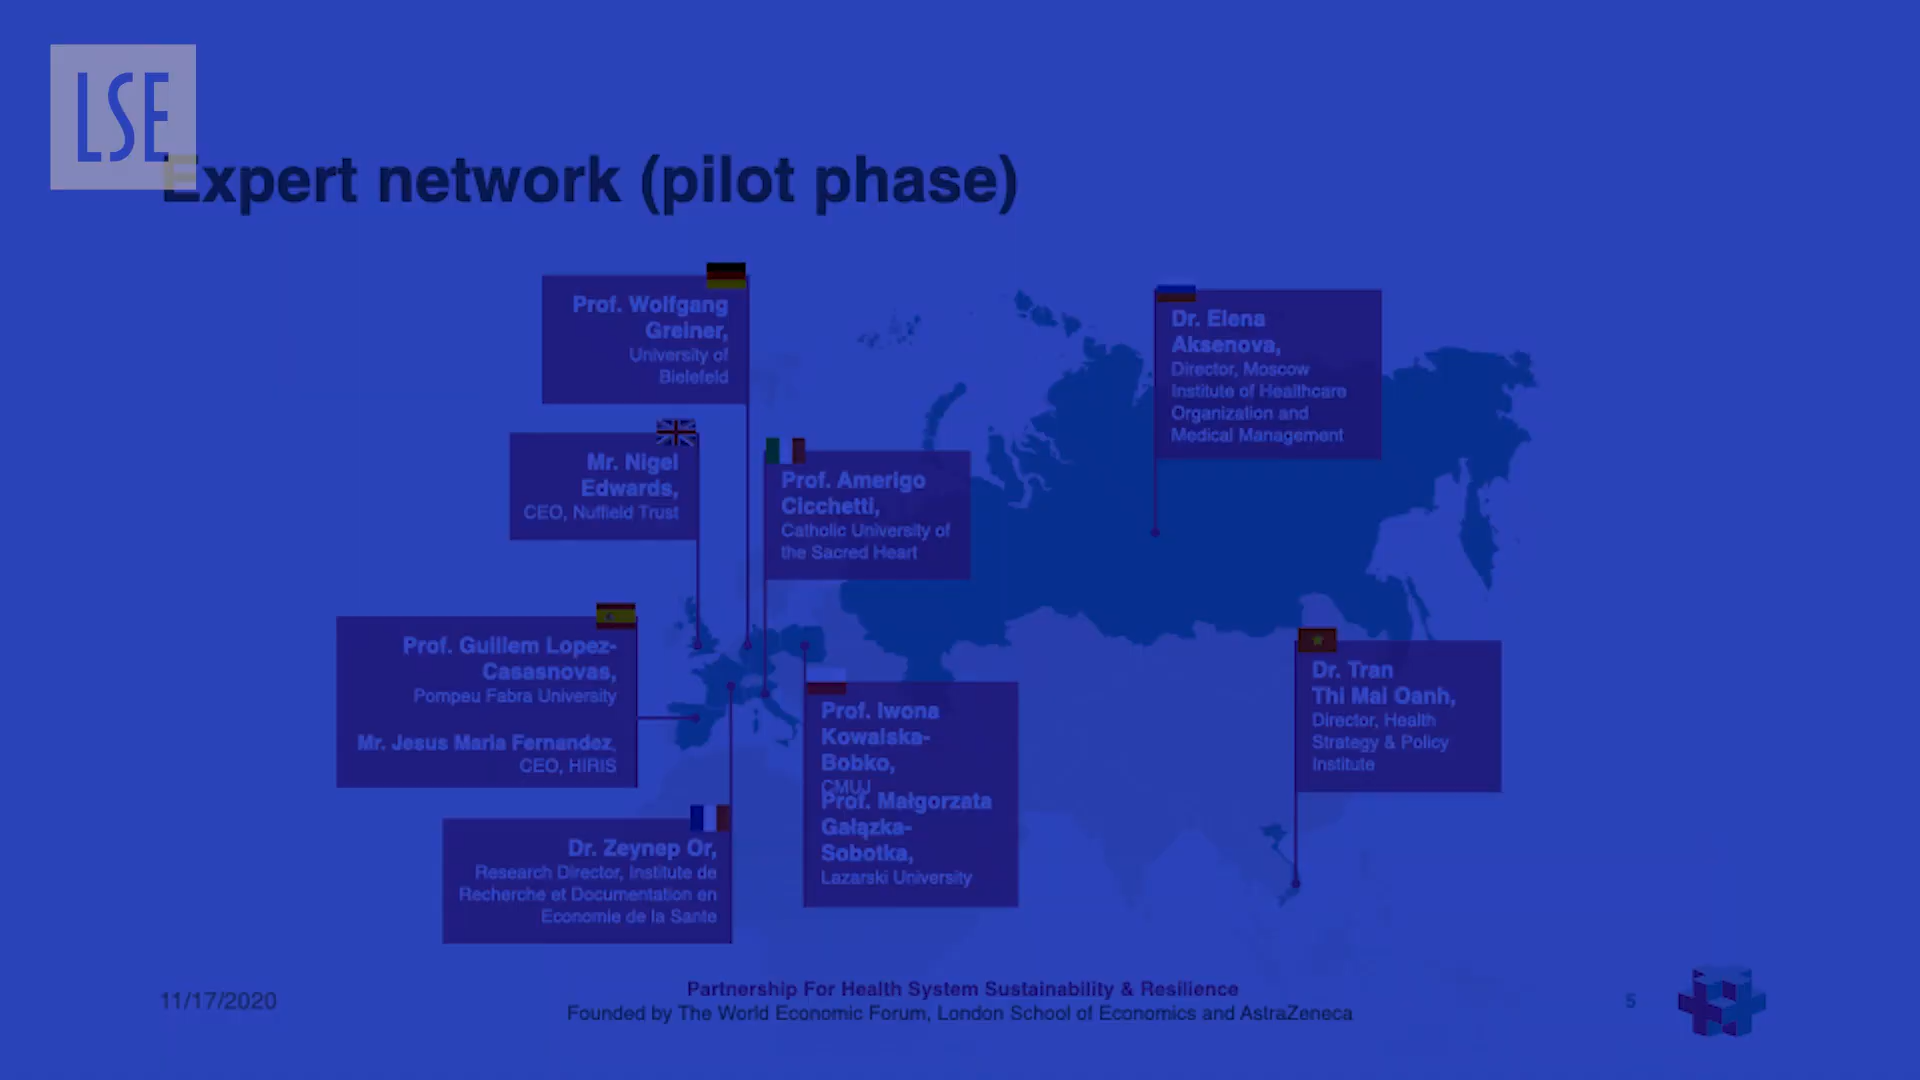 LSE
Expert network (pilot phase)
Prof. Wolfgang
Greiner,
University of
Bielefeld
Dr. Elena
Aksenova,
Director, Moscow
Institute of Healthcare
Organization and
Medical Management
Mr. Nigel
Edwards,
CEO, Nuffield Trust
Prof. Amerigo
Cicchetti,
Catholic University of
the Sacred Heart
Prof. Guillem Lopez-
Casasnovas,
Pompeu Fabra University
Mr. Jesus Maria Fernandez,
CEO, HIRIS
Prof. Iwona
Kowalska-
Bobko,
CMUJ
Prof. Małgorzata
Gałązka-
Sobotka,
Lazarski University
Dr. Tran
Thi Mai Oanh,
Director, Health
Strategy & Policy
Institute
Dr. Zeynep Or,
Research Director, Institute de
Recherche et Documentation en
Economie de la Sante
11/17/2020
Partnership For Health System Sustainability & Resilience
Founded by The World Economic Forum, London School of Economics and AstraZeneca
5